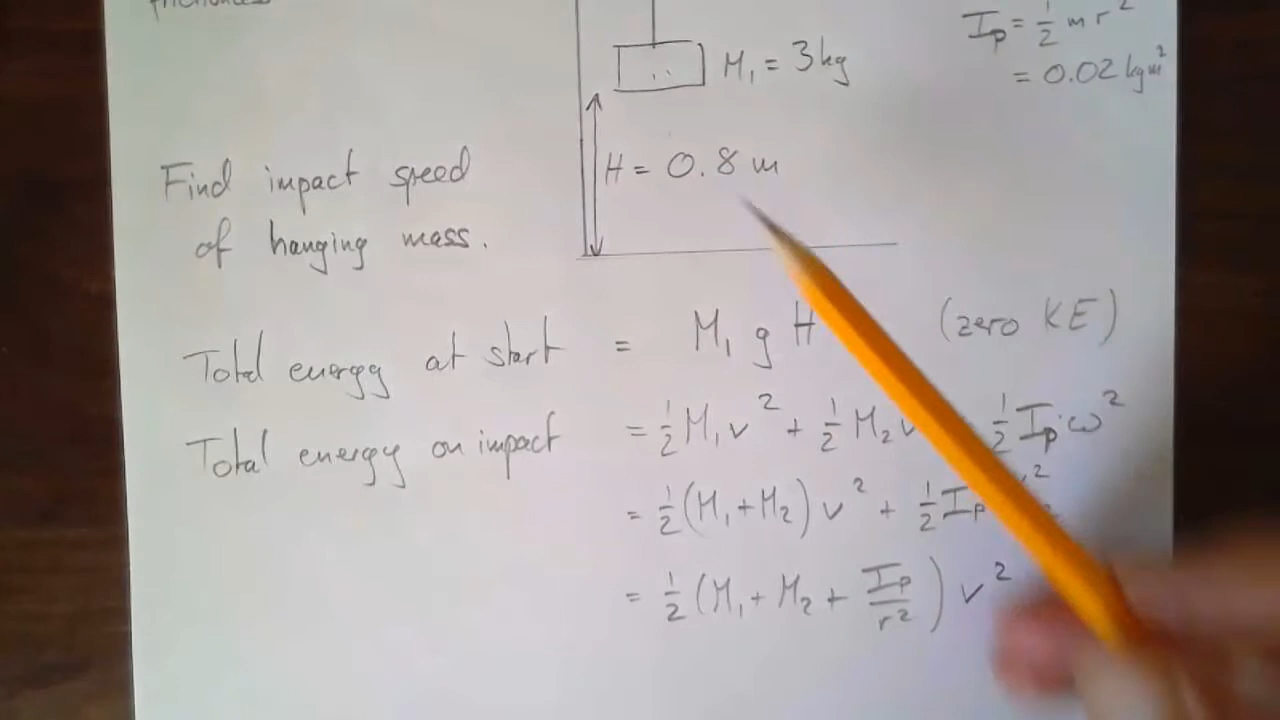 M₁ = 3kg
H = 0.8 m
I_p = 1/2 m r²
= 0.02 kgm²
Find impact speed
of hanging mass.
Total energy at start = M₁ g H (zero KE)
Total energy on impact = 1/2 M₁ v² + 1/2 M₂ v 1/2 I_p ω²
= 1/2 (M₁ + M₂) v² + 1/2 I_p
= 1/2 (M₁ + M₂ + I_p/r²) v²